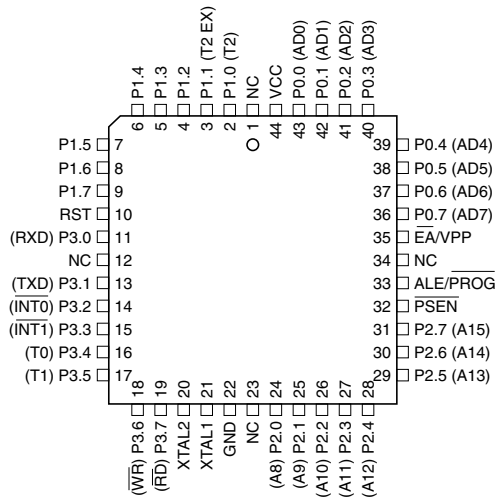 P1.4
P1.3
P1.2
P1.1 (T2 EX)
P1.0 (T2)
NC
VCC
P0.0 (AD0)
P0.1 (AD1)
P0.2 (AD2)
P0.3 (AD3)
6
5
4
3
2
1
44
43
42
41
40
P1.5 7
P1.6 8
P1.7 9
RST 10
(RXD) P3.0 11
NC 12
(TXD) P3.1 13
(INT0) P3.2 14
(INT1) P3.3 15
(T0) P3.4 16
(T1) P3.5 17
39 P0.4 (AD4)
38 P0.5 (AD5)
37 P0.6 (AD6)
36 P0.7 (AD7)
35 EA/VPP
34 NC
33 ALE/PROG
32 PSEN
31 P2.7 (A15)
30 P2.6 (A14)
29 P2.5 (A13)
18
19
20
21
22
23
24
25
26
27
28
(WR) P3.6
(RD) P3.7
XTAL2
XTAL1
GND
NC
(A8) P2.0
(A9) P2.1
(A10) P2.2
(A11) P2.3
(A12) P2.4